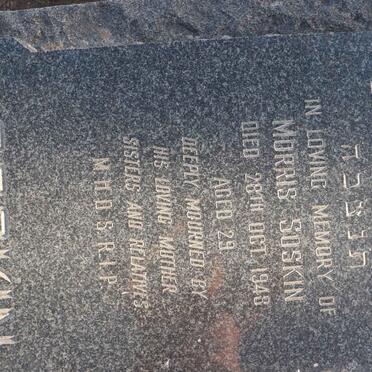 IN LOVING MEMORY OF
MORRIS SOSKIN
DIED 28TH OCT. 1948
AGED 29
DEEPLY MOURNED BY
HIS LOVING MOTHER
SISTERS AND RELATIVES
M.H.D.S.R.I.P.